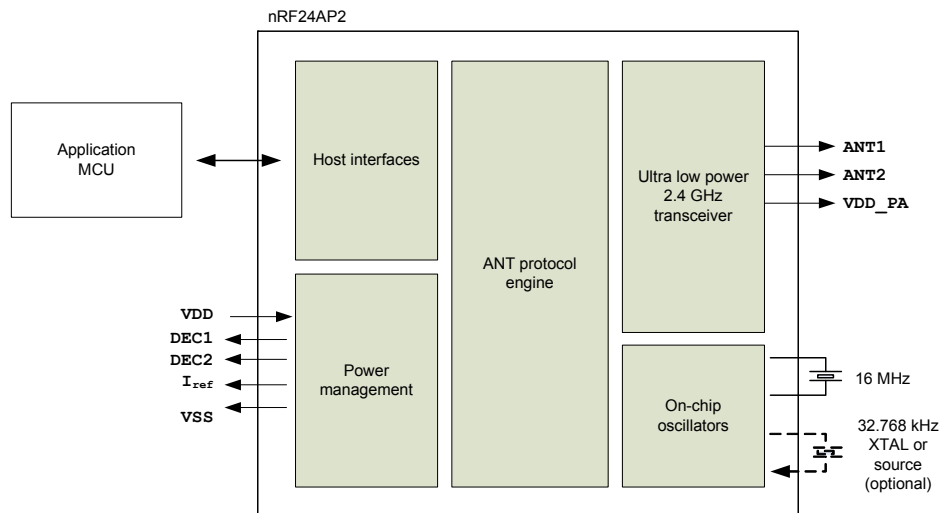 nRF24AP2
Application
MCU
Host interfaces
ANT protocol
engine
Ultra low power
2.4 GHz
transceiver
ANT1
ANT2
VDD_PA
VDD
DEC1
DEC2
Iref
VSS
Power
management
On-chip
oscillators
16 MHz
32.768 kHz
XTAL or
source
(optional)